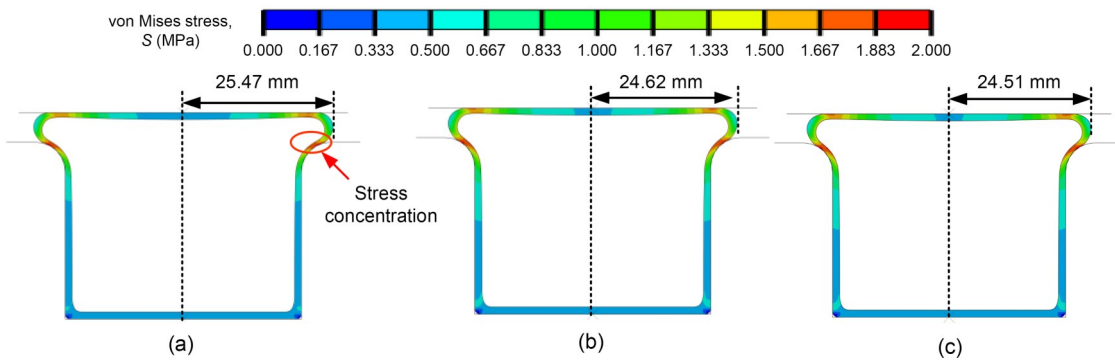 von Mises stress,
S (MPa)
0.000 0.167 0.333 0.500 0.667 0.833 1.000 1.167 1.333 1.500 1.667 1.883 2.000
25.47 mm 24.62 mm 24.51 mm
Stress
concentration
(a) (b) (c)